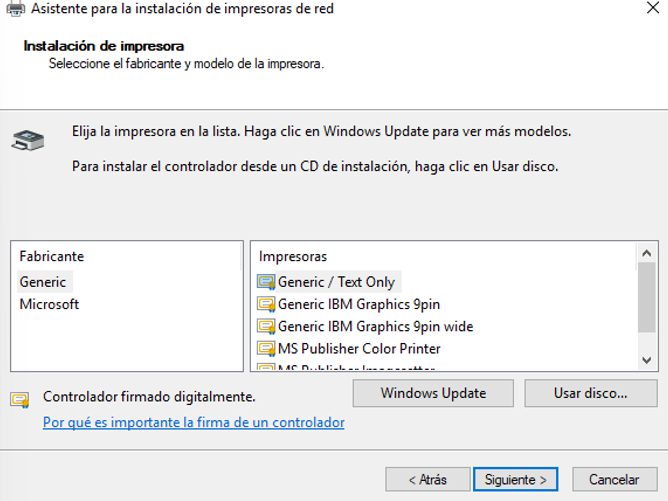 Asistente para la instalación de impresoras de red
Instalación de impresora
Seleccione el fabricante y modelo de la impresora.
Elija la impresora en la lista. Haga clic en Windows Update para ver más modelos.
Para instalar el controlador desde un CD de instalación, haga clic en Usar disco.
Fabricante
Generic
Microsoft
Impresoras
Generic / Text Only
Generic IBM Graphics 9pin
Generic IBM Graphics 9pin wide
MS Publisher Color Printer
MS Publisher Imagesetter
Controlador firmado digitalmente.
Por qué es importante la firma de un controlador
Windows Update
Usar disco...
< Atrás
Siguiente >
Cancelar